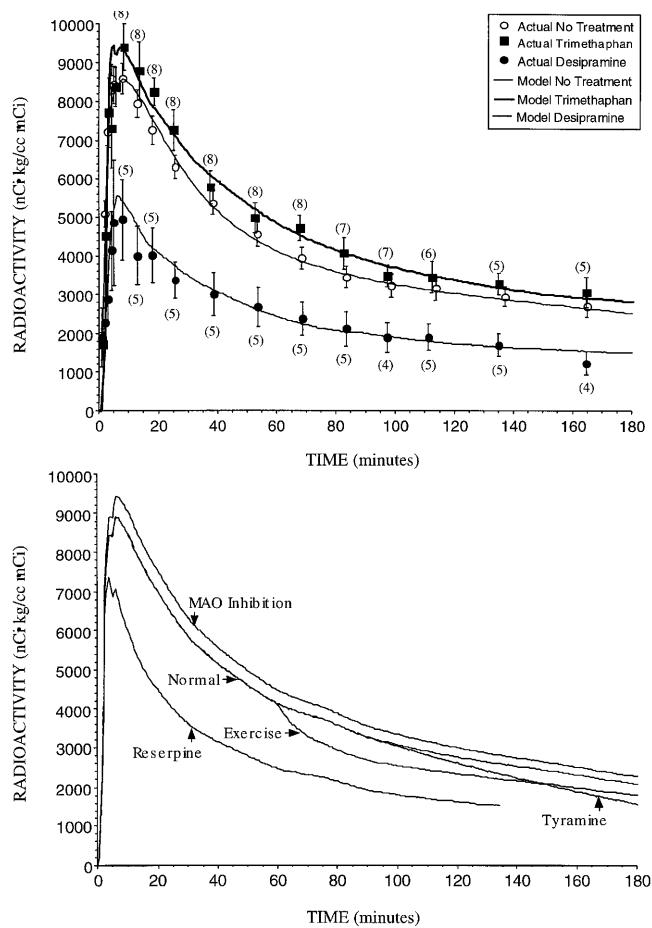 (8)
10000
9000
8000
7000
6000
5000
4000
3000
2000
1000
0
RADIOACTIVITY (nCi•kg/cc mCi)
Actual No Treatment
Actual Trimethaphan
Actual Desipramine
Model No Treatment
Model Trimethaphan
Model Desipramine
(8)
(8)
(8)
(8)
(8)
(8)
(7)
(7)
(6)
(5)
(5)
(5)
(5)
(5)
(5)
(5)
(5)
(5)
(5)
(4)
(5)
(5)
(4)
0 20 40 60 80 100 120 140 160 180
TIME (minutes)
10000
9000
8000
7000
6000
5000
4000
3000
2000
1000
0
RADIOACTIVITY (nCi•kg/cc mCi)
MAO Inhibition
Normal
Exercise
Reserpine
Tyramine
0 20 40 60 80 100 120 140 160 180
TIME (minutes)